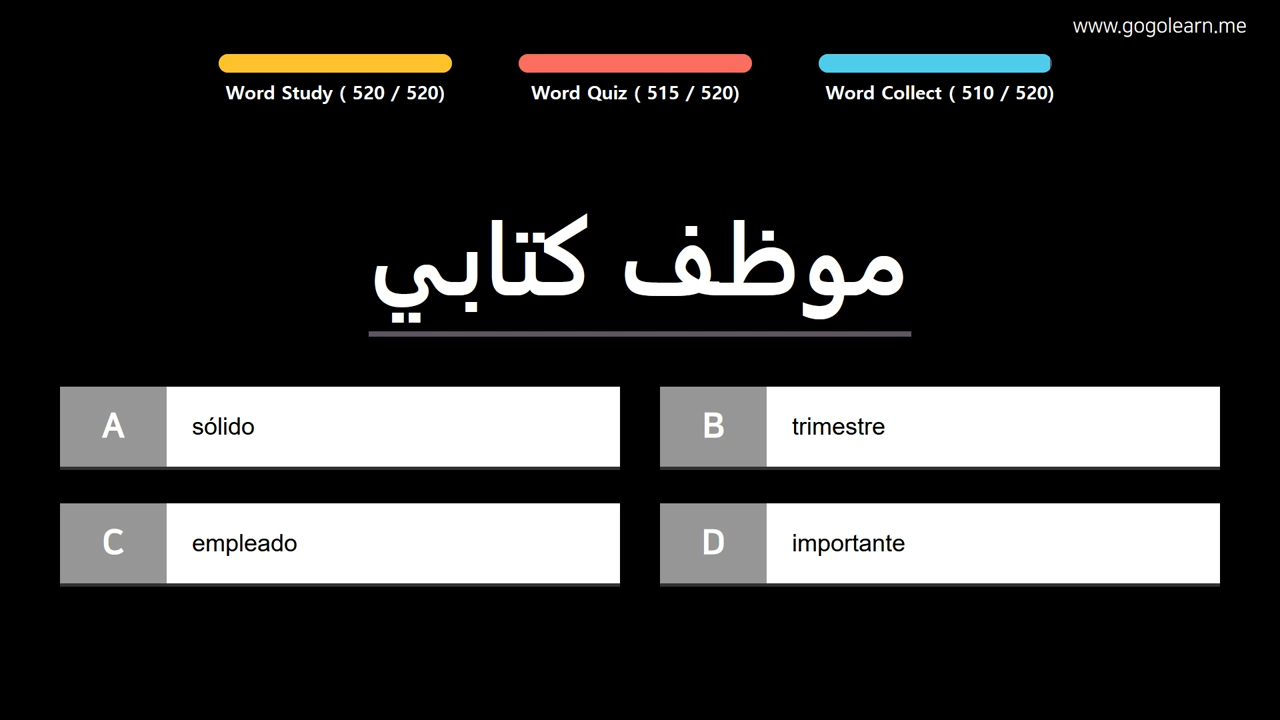 www.gogolearn.me
Word Study ( 520 / 520)
Word Quiz ( 515 / 520)
Word Collect ( 510 / 520)
موظف كتابي
A sólido
B trimestre
C empleado
D importante